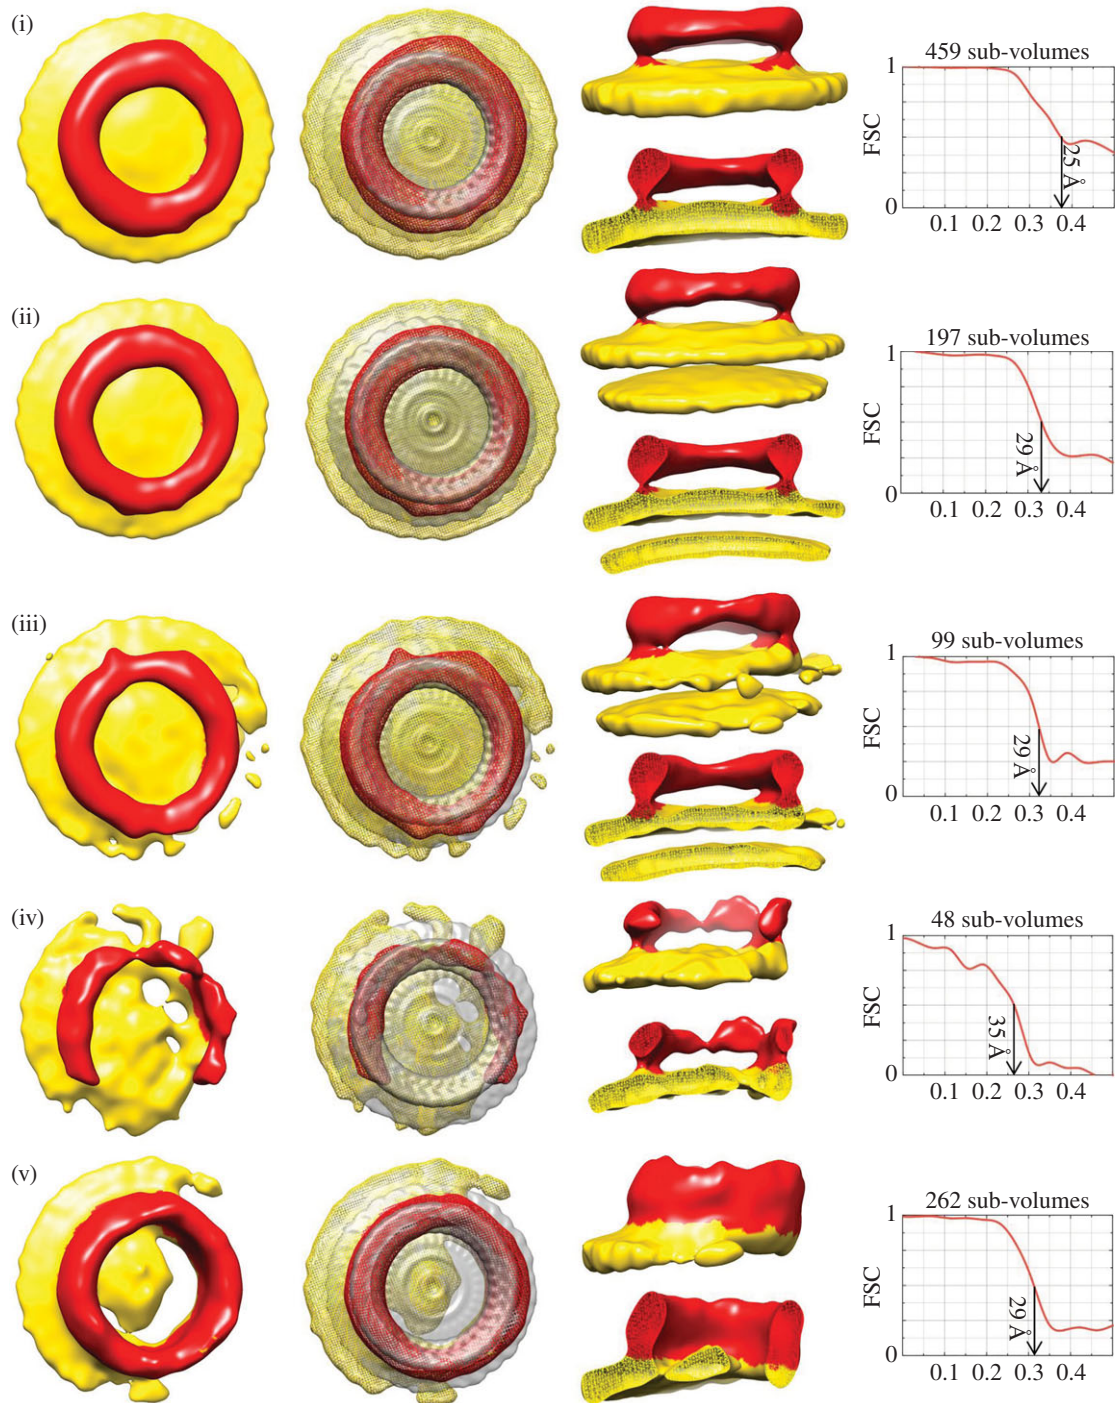 (i)
459 sub-volumes
1
FSC
25 Å
0
0.1 0.2 0.3 0.4
(ii)
197 sub-volumes
1
FSC
29 Å
0
0.1 0.2 0.3 0.4
(iii)
99 sub-volumes
1
FSC
29 Å
0
0.1 0.2 0.3 0.4
(iv)
48 sub-volumes
1
FSC
35 Å
0
0.1 0.2 0.3 0.4
(v)
262 sub-volumes
1
FSC
29 Å
0
0.1 0.2 0.3 0.4